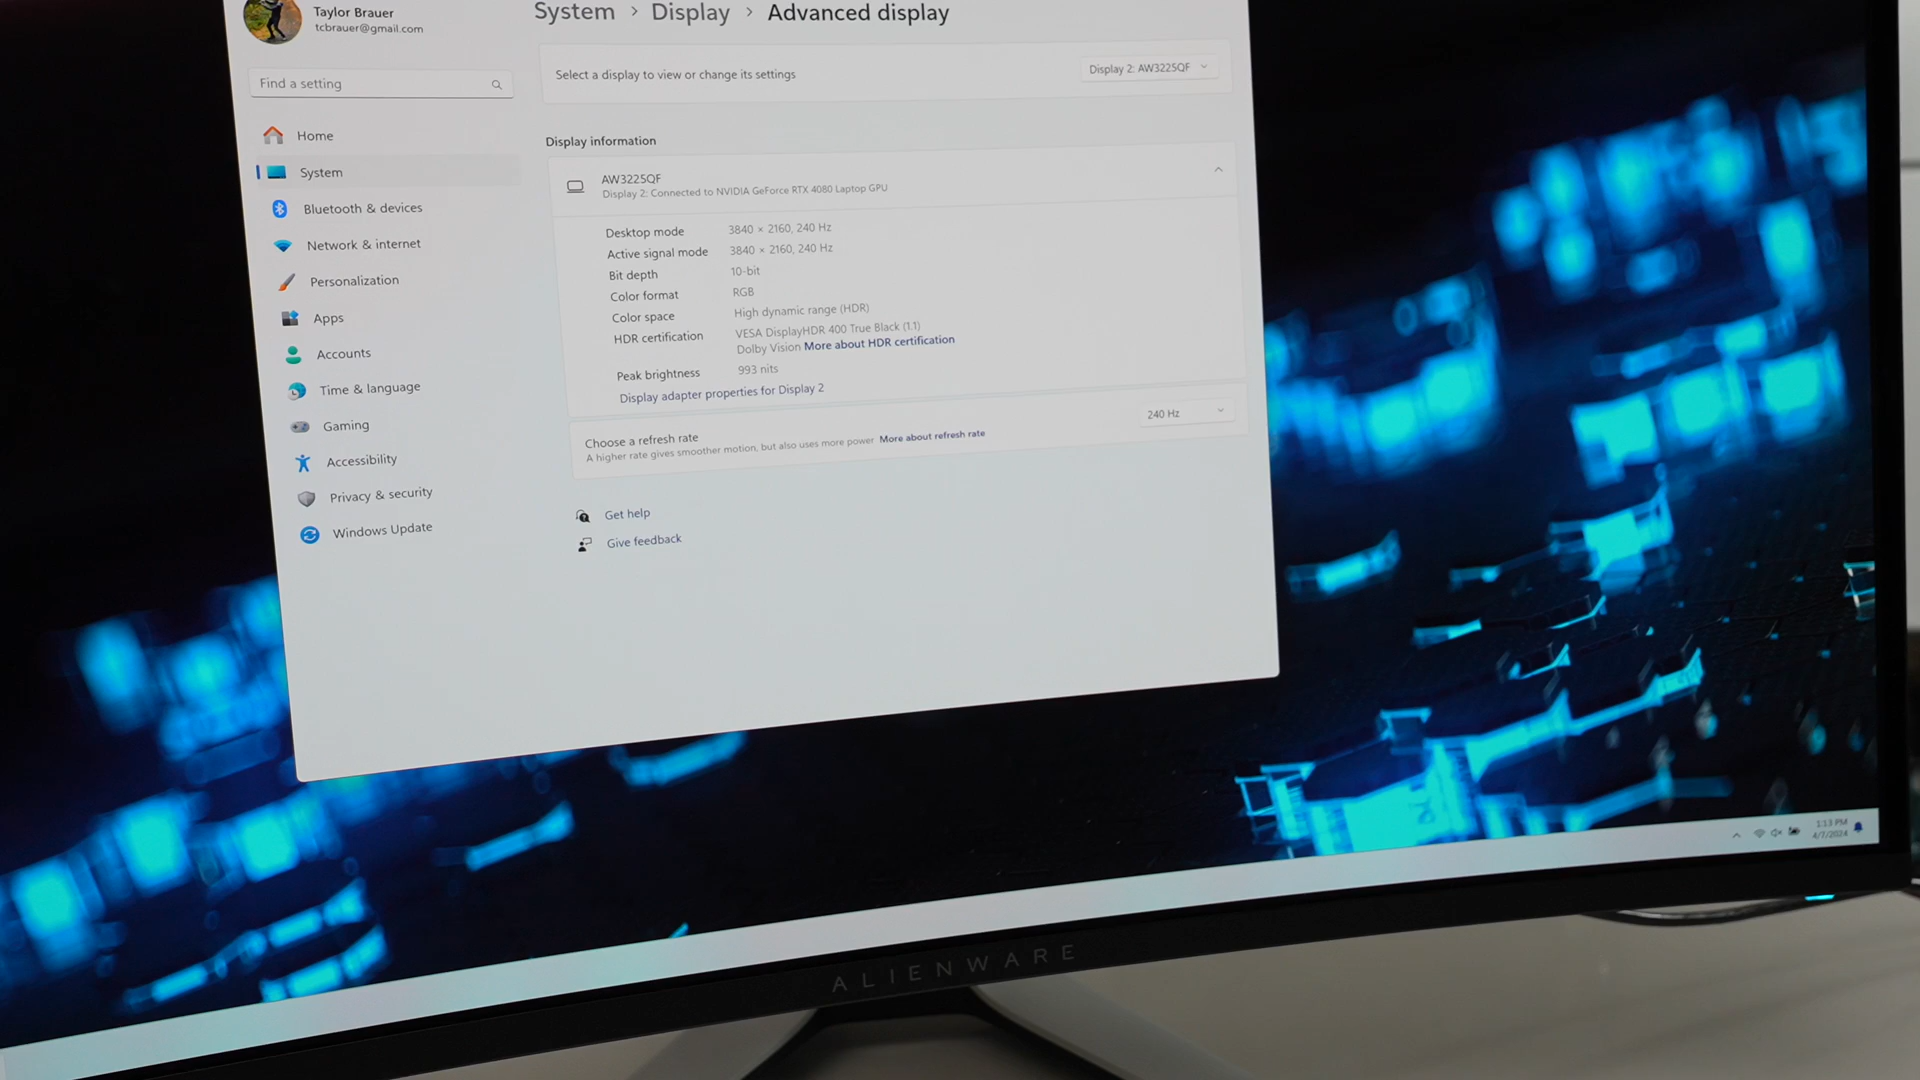 Taylor Brauer
tcbrauer@gmail.com
Find a setting
Home
System
Bluetooth & devices
Network & internet
Personalization
Apps
Accounts
Time & language
Gaming
Accessibility
Privacy & security
Windows Update
System > Display > Advanced display
Select a display to view or change its settings
Display 2: AW3225QF
Display information
AW3225QF
Display 2: Connected to NVIDIA GeForce RTX 4080 Laptop GPU
Desktop mode 3840 × 2160, 240 Hz
Active signal mode 3840 × 2160, 240 Hz
Bit depth 10-bit
Color format RGB
Color space High dynamic range (HDR)
HDR certification VESA DisplayHDR 400 True Black (1.1)
Dolby Vision More about HDR certification
Peak brightness 993 nits
Display adapter properties for Display 2
Choose a refresh rate
A higher rate gives smoother motion, but also uses more power More about refresh rate
240 Hz
Get help
Give feedback
1:13 PM
4/7/2024
ALIENWARE